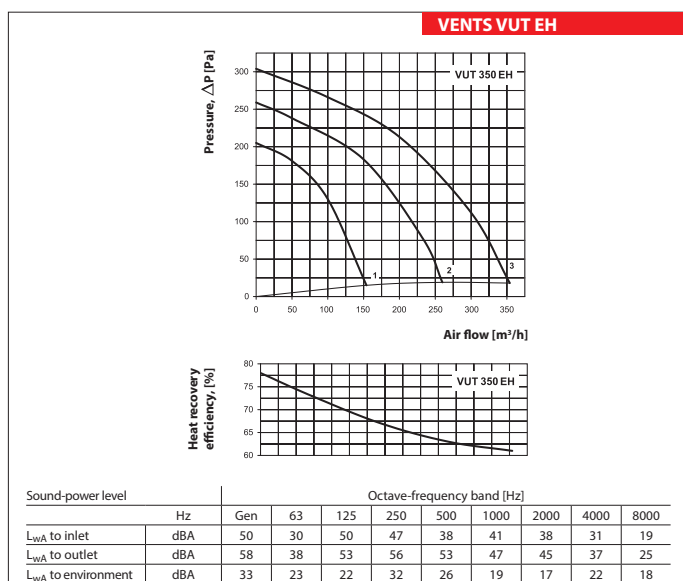 VENTS VUT EH
Pressure, △P [Pa]
VUT 350 EH
300
250
200
150
100
50
0
1
2
3
0 50 100 150 200 250 300 350
Air flow [m³/h]
Heat recovery
efficiency, [%]
VUT 350 EH
80
75
70
65
60
Sound-power level Octave-frequency band [Hz]
Hz Gen 63 125 250 500 1000 2000 4000 8000
LwA to inlet dBA 50 30 50 47 38 41 38 31 19
LwA to outlet dBA 58 38 53 56 53 47 45 37 25
LwA to environment dBA 33 23 22 32 26 19 17 22 18